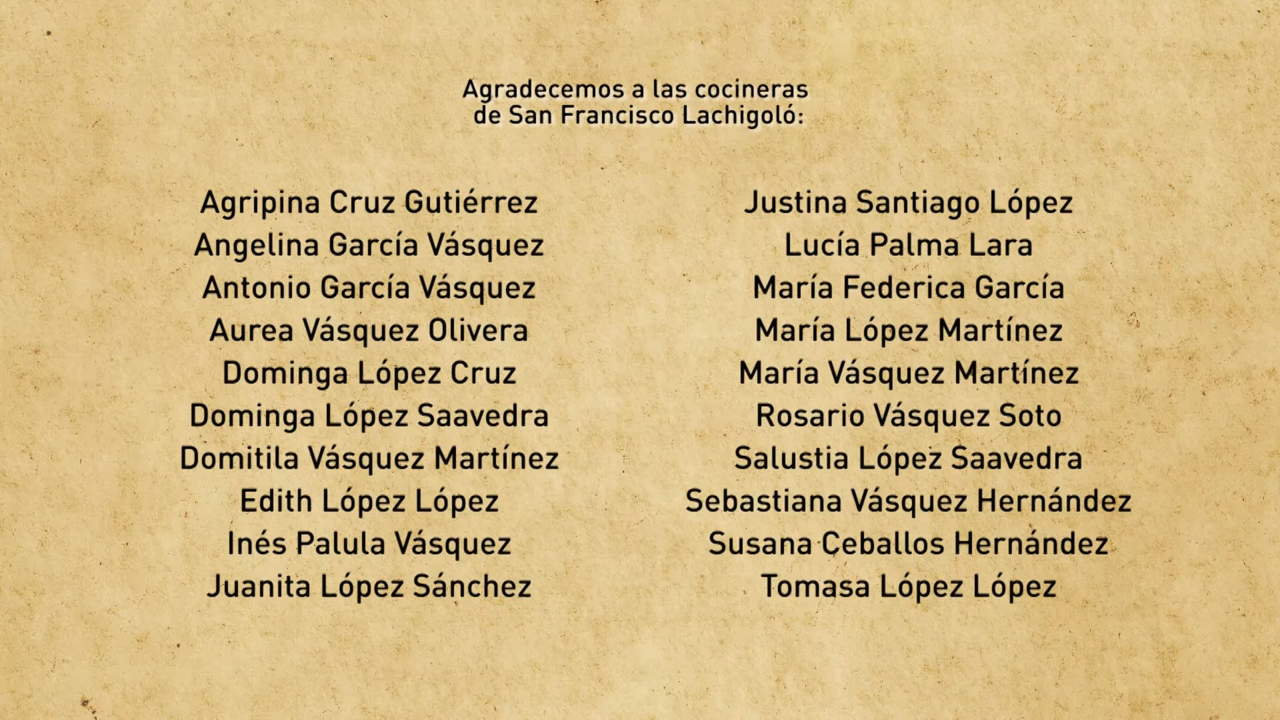 Agradecemos a las cocineras
de San Francisco Lachigoló:
Agripina Cruz Gutiérrez
Angelina García Vásquez
Antonio García Vásquez
Aurea Vásquez Olivera
Dominga López Cruz
Dominga López Saavedra
Domitila Vásquez Martínez
Edith López López
Inés Palula Vásquez
Juanita López Sánchez
Justina Santiago López
Lucía Palma Lara
María Federica García
María López Martínez
María Vásquez Martínez
Rosario Vásquez Soto
Salustia López Saavedra
Sebastiana Vásquez Hernández
Susana Ceballos Hernández
Tomasa López López